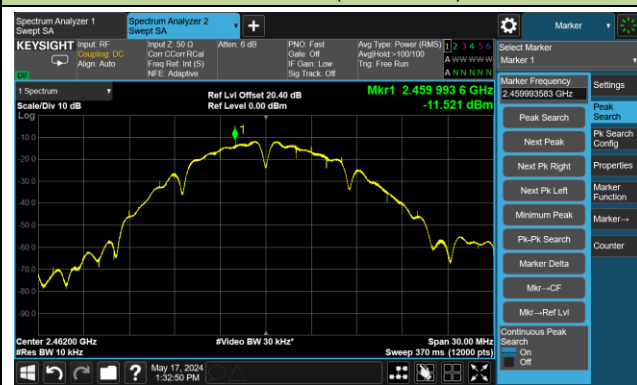 Spectrum Analyzer 1
Swept SA
Spectrum Analyzer 2
Swept SA
Marker
KEYSIGHT
Input: RF
Coupling: DC
Align: Auto
Input Z: 50 Ω
Corr CCorr RCal
Freq Ref: Int (S)
NFE: Adaptive
Atten: 6 dB
PNO: Fast
Gate: Off
IF Gain: Low
Sig Track: Off
Avg Type: Power (RMS)
Avg|Hold:>100/100
Trig: Free Run
1 2 3 4 5 6
A W W W W W
A N N N N N
Select Marker
Marker 1
LXI
1 Spectrum
Scale/Div 10 dB
Log
Ref Lvl Offset 20.40 dB
Ref Level 0.00 dBm
Mkr1 2.459 993 6 GHz
-11.521 dBm
1
-10.0
-20.0
-30.0
-40.0
-50.0
-60.0
-70.0
-80.0
-90.0
Center 2.46200 GHz
#Res BW 10 kHz
#Video BW 30 kHz*
Span 30.00 MHz
Sweep 370 ms (12000 pts)
Marker Frequency
2.459993583 GHz
Peak Search
Next Peak
Next Pk Right
Next Pk Left
Minimum Peak
Pk-Pk Search
Marker Delta
Mkr→CF
Mkr→Ref Lvl
Continuous Peak
Search
On
Off
Settings
Peak
Search
Pk Search
Config
Properties
Marker
Function
Marker→
Counter
?
May 17, 2024
1:32:50 PM